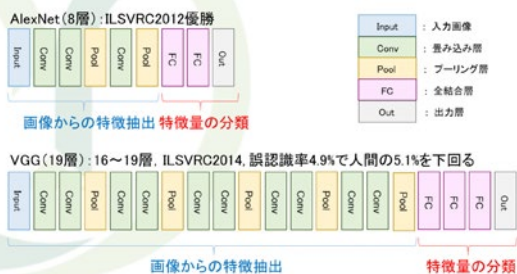 AlexNet(8層):ILSVRC2012優勝
Input Conv Conv Pool Conv Pool FC FC Out
画像からの特徴抽出 特徴量の分類
Input : 入力画像
Conv : 畳み込み層
Pool : プーリング層
FC : 全結合層
Out : 出力層
VGG(19層):16～19層, ILSVRC2014, 誤認識率4.9%で人間の5.1%を下回る
Input Conv Conv Pool Conv Conv Pool Conv Conv Pool Conv Conv Pool Conv Conv Pool FC FC FC Out
画像からの特徴抽出 特徴量の分類